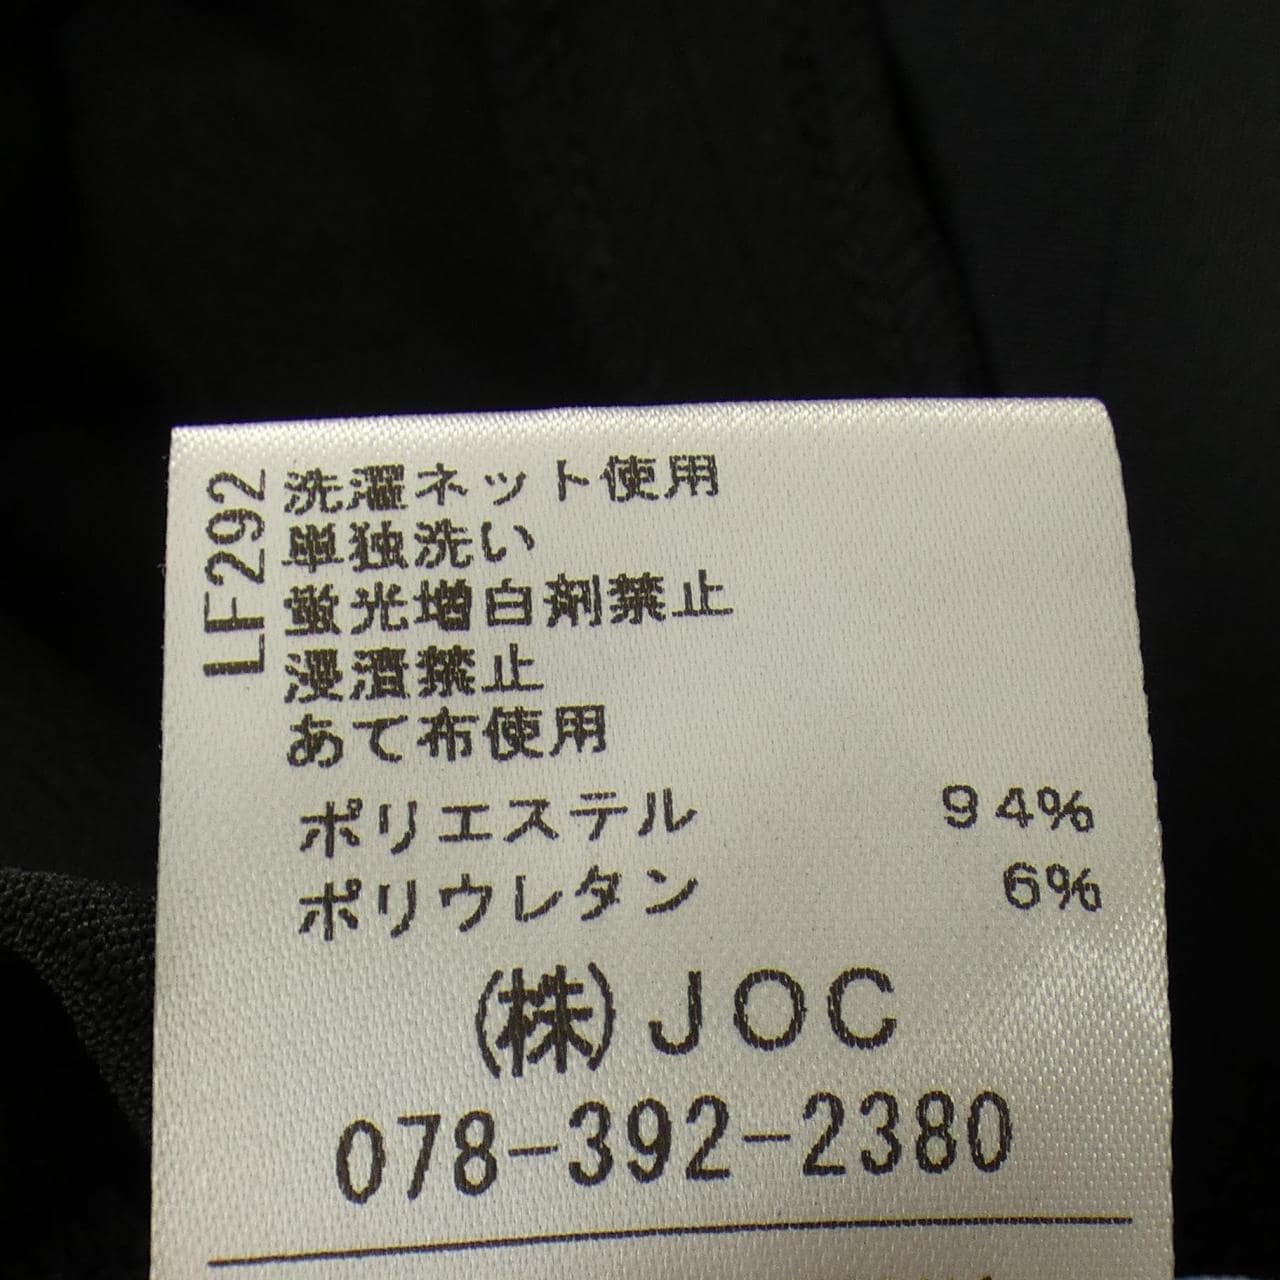 LF292
洗濯ネット使用
単独洗い
蛍光増白剤禁止
浸漬禁止
あて布使用
ポリエステル 94%
ポリウレタン 6%
(株)JOC
078-392-2380